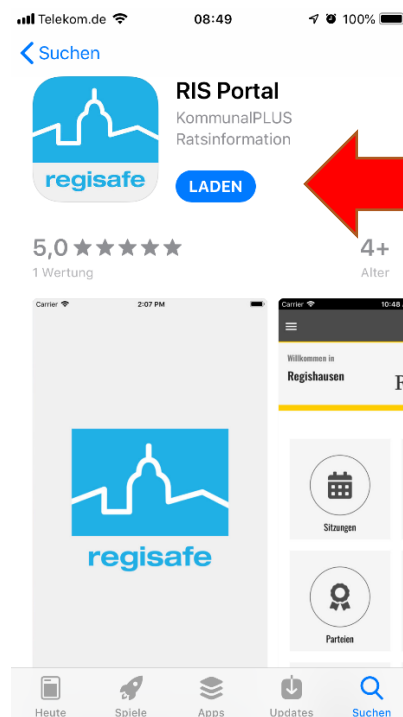 Telekom.de 08:49 100%
Suchen
regisafe
RIS Portal
KommunalPLUS
Ratsinformation
LADEN
5,0 ★★★★★
1 Wertung
4+
Alter
Carrier 2:07 PM
regisafe
Carrier 10:48
Willkommen in
Regishausen
Sitzungen
Parteien
Heute Spiele Apps Updates Suchen